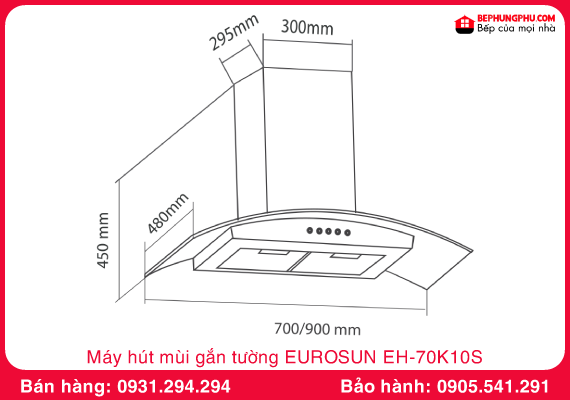 BEPHUNGPHU.COM
Bếp của mọi nhà
295mm
300mm
480mm
450 mm
700/900 mm
Máy hút mùi gắn tường EUROSUN EH-70K10S
Bán hàng: 0931.294.294
Bảo hành: 0905.541.291